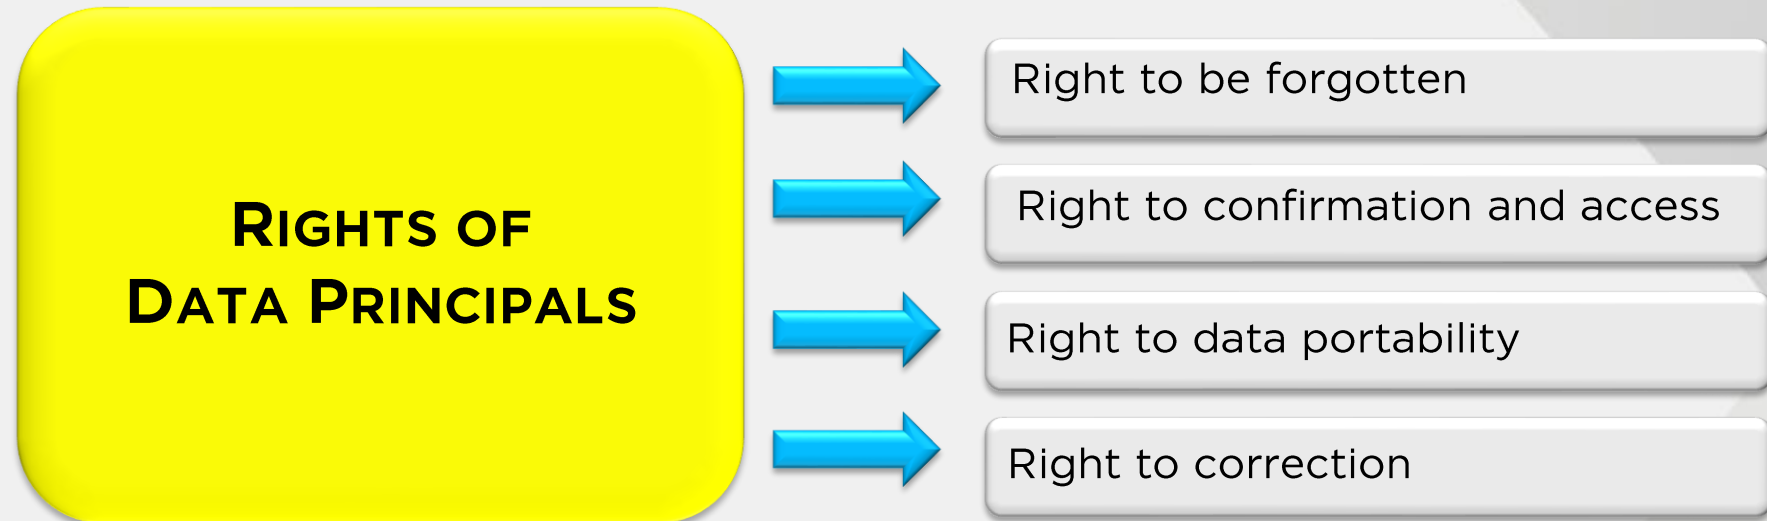 RIGHTS OF
DATA PRINCIPALS
Right to be forgotten
Right to confirmation and access
Right to data portability
Right to correction